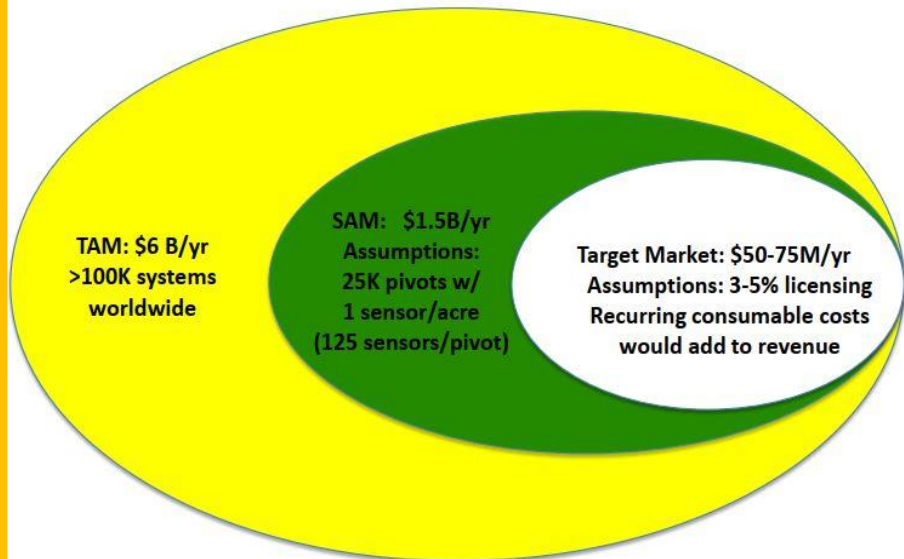 TAM: $6 B/yr
>100K systems
worldwide
SAM: $1.5B/yr
Assumptions:
25K pivots w/
1 sensor/acre
(125 sensors/pivot)
Target Market: $50-75M/yr
Assumptions: 3-5% licensing
Recurring consumable costs
would add to revenue